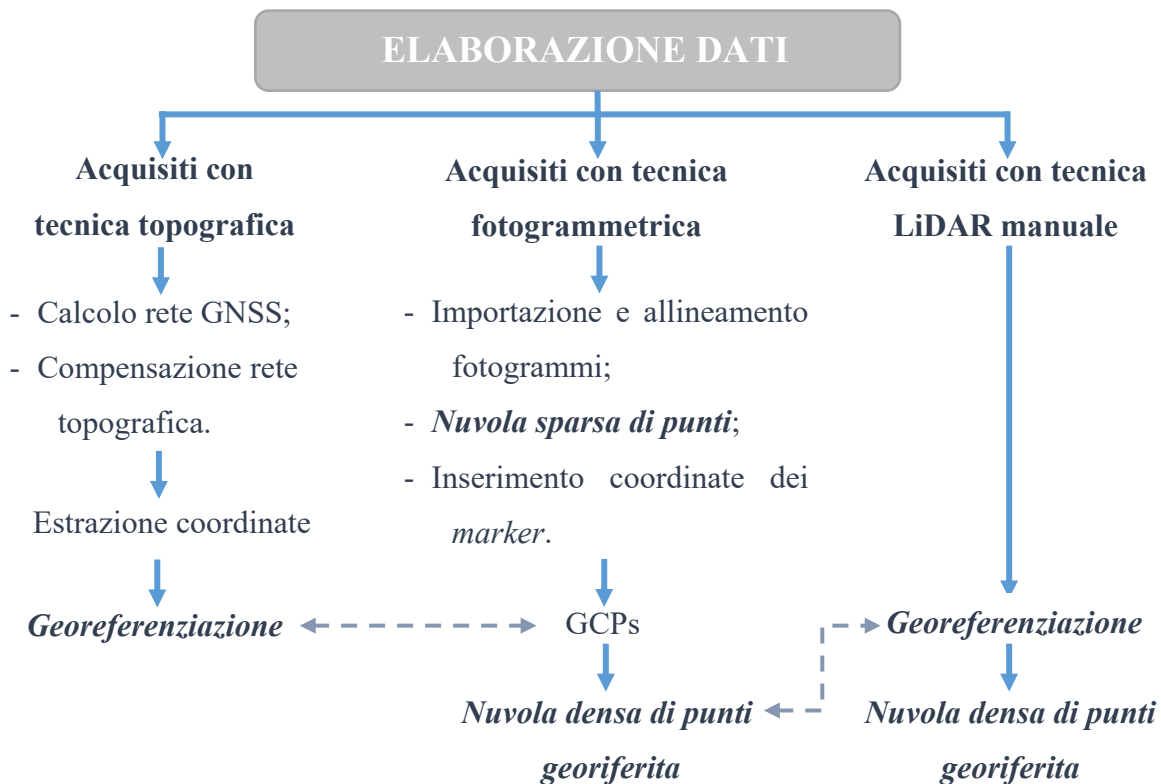 ELABORAZIONE DATI
Acquisiti con
tecnica topografica
- Calcolo rete GNSS;
- Compensazione rete
topografica.
Estrazione coordinate
Georeferenziazione
Acquisiti con tecnica
fotogrammetrica
- Importazione e allineamento
fotogrammi;
- Nuvola sparsa di punti;
- Inserimento coordinate dei
marker.
GCPs
Nuvola densa di punti
georiferita
Acquisiti con tecnica
LiDAR manuale
Georeferenziazione
Nuvola densa di punti
georiferita